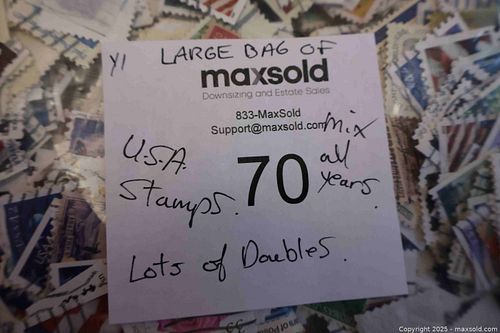 Y1 LARGE BAG OF
maxsold
Downsizing and Estate Sales
833-MaxSold
Support@maxsold.com
Mix
all
years.
U.S.A.
Stamps.
70
Lots of Doubles.
Copyright © 2025 - maxsold.com